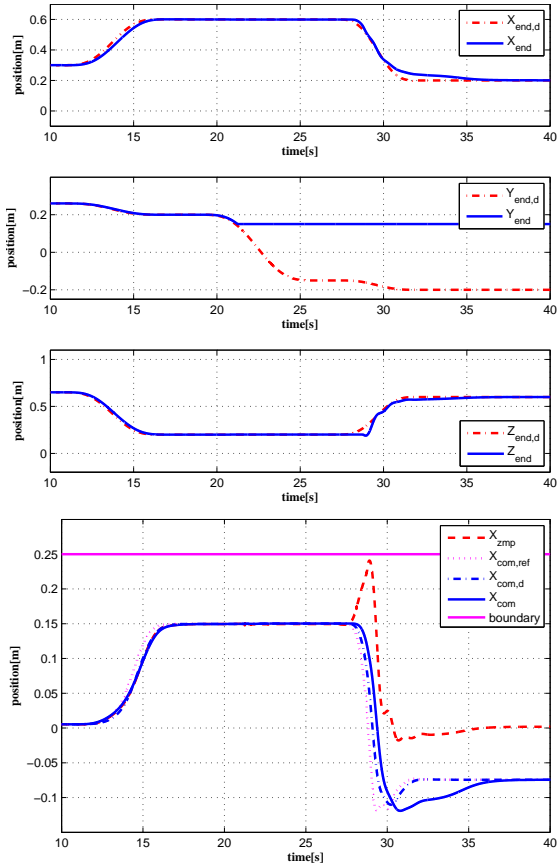 0.6
0.4
0.2
0
position[m]
X_end,d
X_end
10 15 20 25 30 35 40
time[s]
0.2
0
−0.2
position[m]
Y_end,d
Y_end
10 15 20 25 30 35 40
time[s]
1
0.5
0
position[m]
Z_end,d
Z_end
10 15 20 25 30 35 40
time[s]
0.25
0.2
0.15
0.1
0.05
0
−0.05
−0.1
position[m]
X_zmp
X_com,ref
X_com,d
X_com
boundary
10 15 20 25 30 35 40
time[s]